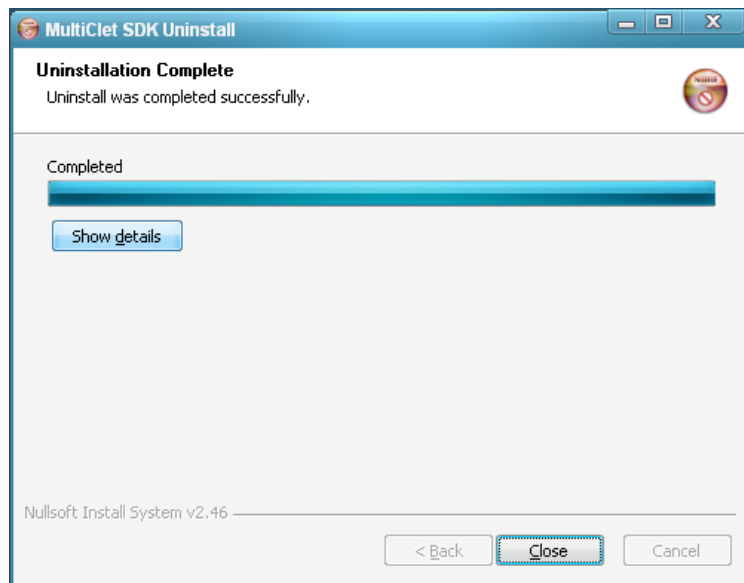 MultiClet SDK Uninstall
Uninstallation Complete
Uninstall was completed successfully.
Completed
Show details
Nullsoft Install System v2.46
< Back
Close
Cancel